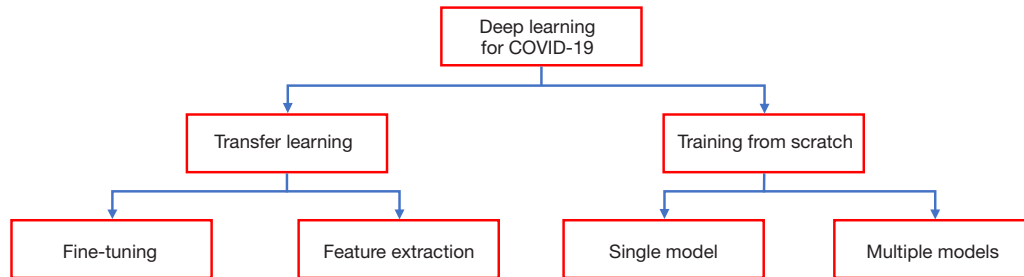 Deep learning
for COVID-19
Transfer learning
Training from scratch
Fine-tuning
Feature extraction
Single model
Multiple models